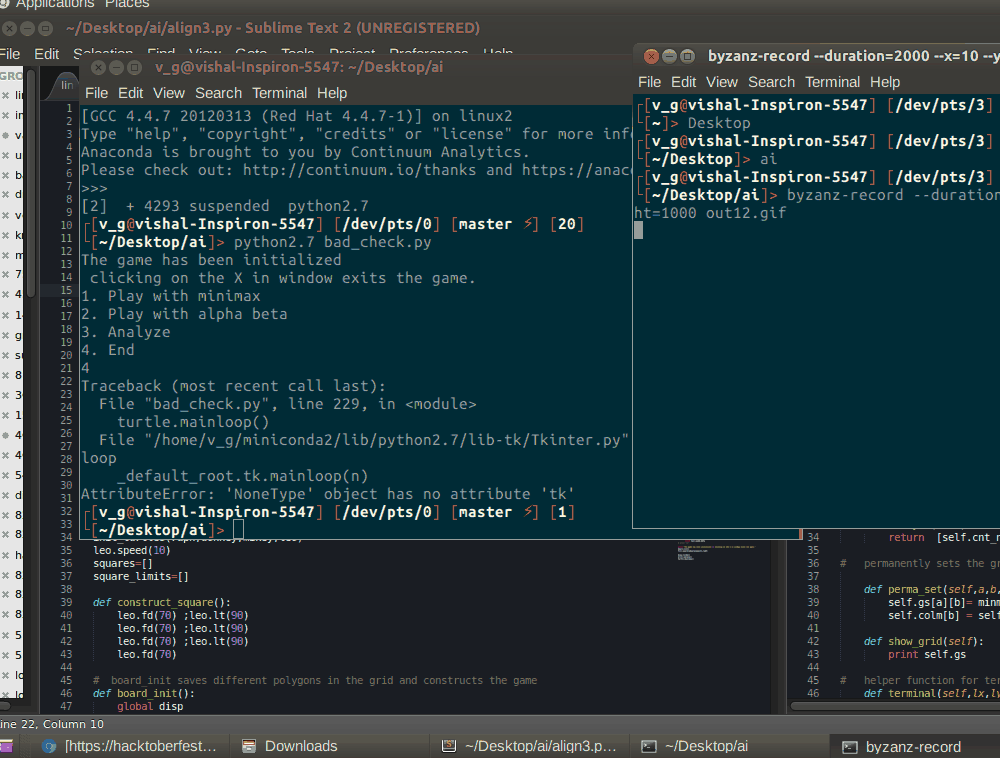 Applications Places
~/Desktop/ai/align3.py - Sublime Text 2 (UNREGISTERED)
File Edit Selection Find View Goto Tools Project Preferences Help
v_g@vishal-Inspiron-5547: ~/Desktop/ai
File Edit View Search Terminal Help
[GCC 4.4.7 20120313 (Red Hat 4.4.7-1)] on linux2
Type "help", "copyright", "credits" or "license" for more inf
Anaconda is brought to you by Continuum Analytics.
Please check out: http://continuum.io/thanks and https://anac
>>>
[2]  + 4293 suspended  python2.7
[v_g@vishal-Inspiron-5547] [/dev/pts/0] [master ⚡] [20]
[~/Desktop/ai]> python2.7 bad_check.py
The game has been initialized
 clicking on the X in window exits the game.
1. Play with minimax
2. Play with alpha beta
3. Analyze
4. End
4
Traceback (most recent call last):
  File "bad_check.py", line 229, in <module>
    turtle.mainloop()
  File "/home/v_g/miniconda2/lib/python2.7/lib-tk/Tkinter.py"
loop
    _default_root.tk.mainloop(n)
AttributeError: 'NoneType' object has no attribute 'tk'
[v_g@vishal-Inspiron-5547] [/dev/pts/0] [master ⚡] [1]
[~/Desktop/ai]>
byzanz-record --duration=2000 --x=10 --y
File Edit View Search Terminal Help
[v_g@vishal-Inspiron-5547] [/dev/pts/3]
[~]> Desktop
[v_g@vishal-Inspiron-5547] [/dev/pts/3]
[~/Desktop]> ai
[v_g@vishal-Inspiron-5547] [/dev/pts/3]
[~/Desktop/ai]> byzanz-record --duration
ht=1000 out12.gif
35 leo.speed(10)
36 squares=[]
37 square_limits=[]
38
39 def construct_square():
40     leo.fd(70) ;leo.lt(90)
41     leo.fd(70) ;leo.lt(90)
42     leo.fd(70) ;leo.lt(90)
43     leo.fd(70)
44
45 #  board_init saves different polygons in the grid and constructs the game
46 def board_init():
47     global disp
34 return [self.cnt_r
35
36 #   permanently sets the gr
37
38 def perma_set(self,a,b,
39     self.gs[a][b]= minm
40     self.colm[b] = self
41
42 def show_grid(self):
43     print self.gs
44
45 #   helper function for ter
46 def terminal(self,lx,ly
Line 22, Column 10
[https://hacktoberfest... Downloads ~/Desktop/ai/align3.p... ~/Desktop/ai byzanz-record